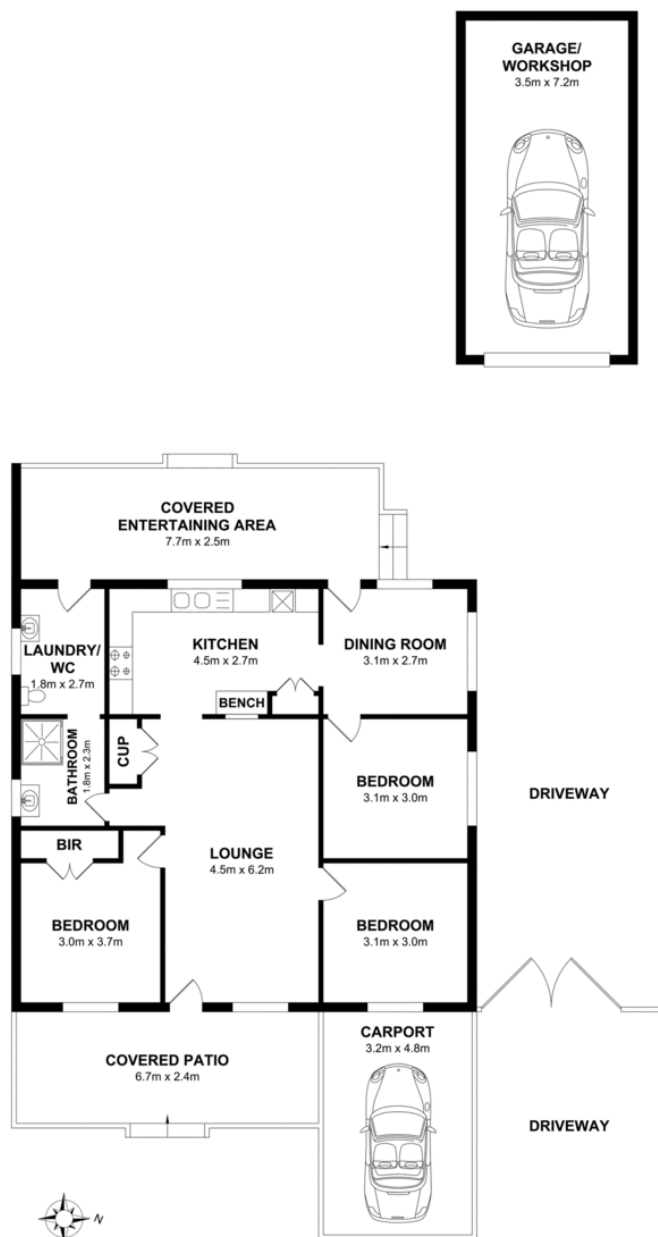 GARAGE/
WORKSHOP
3.5m x 7.2m
COVERED
ENTERTAINING AREA
7.7m x 2.5m
LAUNDRY/
WC
1.8m x 2.7m
KITCHEN
4.5m x 2.7m
DINING ROOM
3.1m x 2.7m
BENCH
CUP
BATHROOM
1.8m x 2.3m
BEDROOM
3.1m x 3.0m
DRIVEWAY
BIR
LOUNGE
4.5m x 6.2m
BEDROOM
3.0m x 3.7m
BEDROOM
3.1m x 3.0m
CARPORT
3.2m x 4.8m
COVERED PATIO
6.7m x 2.4m
DRIVEWAY
N